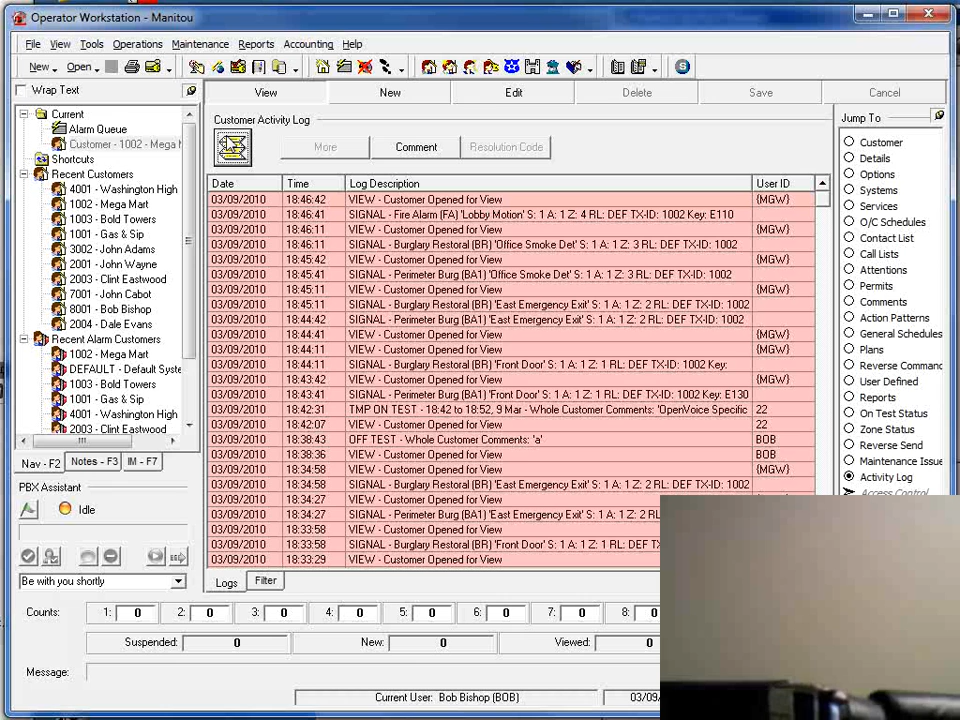 Operator Workstation - Manitou
File View Tools Operations Maintenance Reports Accounting Help
New Open
Wrap Text
View New Edit Delete Save Cancel
Current
Alarm Queue
Customer - 1002 - Mega M
Shortcuts
Recent Customers
4001 - Washington High
1002 - Mega Mart
1003 - Bold Towers
1001 - Gas & Sip
3002 - John Adams
2001 - John Wayne
2003 - Clint Eastwood
7001 - John Cabot
8001 - Bob Bishop
2004 - Dale Evans
Recent Alarm Customers
1002 - Mega Mart
DEFAULT - Default Syste
1003 - Bold Towers
1001 - Gas & Sip
4001 - Washington High
2003 - Clint Eastwood
Nav - F2 Notes - F3 IM - F7
PBX Assistant
Idle
Be with you shortly
Customer Activity Log
More Comment Resolution Code
Date Time Log Description User ID
03/09/2010 18:46:42 VIEW - Customer Opened for View {MGW}
03/09/2010 18:46:41 SIGNAL - Fire Alarm (FA) 'Lobby Motion' S: 1 A: 1 Z: 4 RL: DEF TX-ID: 1002 Key: E110
03/09/2010 18:46:11 VIEW - Customer Opened for View {MGW}
03/09/2010 18:46:11 SIGNAL - Burglary Restoral (BR) 'Office Smoke Det' S: 1 A: 1 Z: 3 RL: DEF TX-ID: 1002
03/09/2010 18:45:42 VIEW - Customer Opened for View {MGW}
03/09/2010 18:45:41 SIGNAL - Perimeter Burg (BA1) 'Office Smoke Det' S: 1 A: 1 Z: 3 RL: DEF TX-ID: 1002
03/09/2010 18:45:11 VIEW - Customer Opened for View {MGW}
03/09/2010 18:45:11 SIGNAL - Burglary Restoral (BR) 'East Emergency Exit' S: 1 A: 1 Z: 2 RL: DEF TX-ID: 1002
03/09/2010 18:44:42 SIGNAL - Perimeter Burg (BA1) 'East Emergency Exit' S: 1 A: 1 Z: 2 RL: DEF TX-ID: 1002
03/09/2010 18:44:41 VIEW - Customer Opened for View {MGW}
03/09/2010 18:44:11 VIEW - Customer Opened for View {MGW}
03/09/2010 18:44:11 SIGNAL - Burglary Restoral (BR) 'Front Door' S: 1 A: 1 Z: 1 RL: DEF TX-ID: 1002 Key:
03/09/2010 18:43:42 VIEW - Customer Opened for View {MGW}
03/09/2010 18:43:41 SIGNAL - Perimeter Burg (BA1) 'Front Door' S: 1 A: 1 Z: 1 RL: DEF TX-ID: 1002 Key: E130
03/09/2010 18:42:31 TMP ON TEST - 18:42 to 18:52, 9 Mar - Whole Customer Comments: 'OpenVoice Specific 22
03/09/2010 18:42:07 VIEW - Customer Opened for View 22
03/09/2010 18:38:43 OFF TEST - Whole Customer Comments: 'a' BOB
03/09/2010 18:38:36 VIEW - Customer Opened for View BOB
03/09/2010 18:34:58 VIEW - Customer Opened for View {MGW}
03/09/2010 18:34:58 SIGNAL - Burglary Restoral (BR) 'East Emergency Exit' S: 1 A: 1 Z: 2 RL: DEF TX-ID: 1002
03/09/2010 18:34:27 VIEW - Customer Opened for View
03/09/2010 18:34:27 SIGNAL - Perimeter Burg (BA1) 'East Emergency Exit' S: 1 A: 1 Z: 2 RL
03/09/2010 18:33:58 VIEW - Customer Opened for View
03/09/2010 18:33:58 SIGNAL - Burglary Restoral (BR) 'Front Door' S: 1 A: 1 Z: 1 RL: DEF T
03/09/2010 18:33:29 VIEW - Customer Opened for View
Logs Filter
Jump To
Customer
Details
Options
Systems
Services
O/C Schedules
Contact List
Call Lists
Attentions
Permits
Comments
Action Patterns
General Schedules
Plans
Reverse Comman
User Defined
Reports
On Test Status
Zone Status
Reverse Send
Maintenance Issue
Activity Log
Access Control
Counts: 1: 0 2: 0 3: 0 4: 0 5: 0 6: 0 7: 0 8: 0
Suspended: 0 New: 0 Viewed: 0
Message:
Current User: Bob Bishop (BOB) 03/09